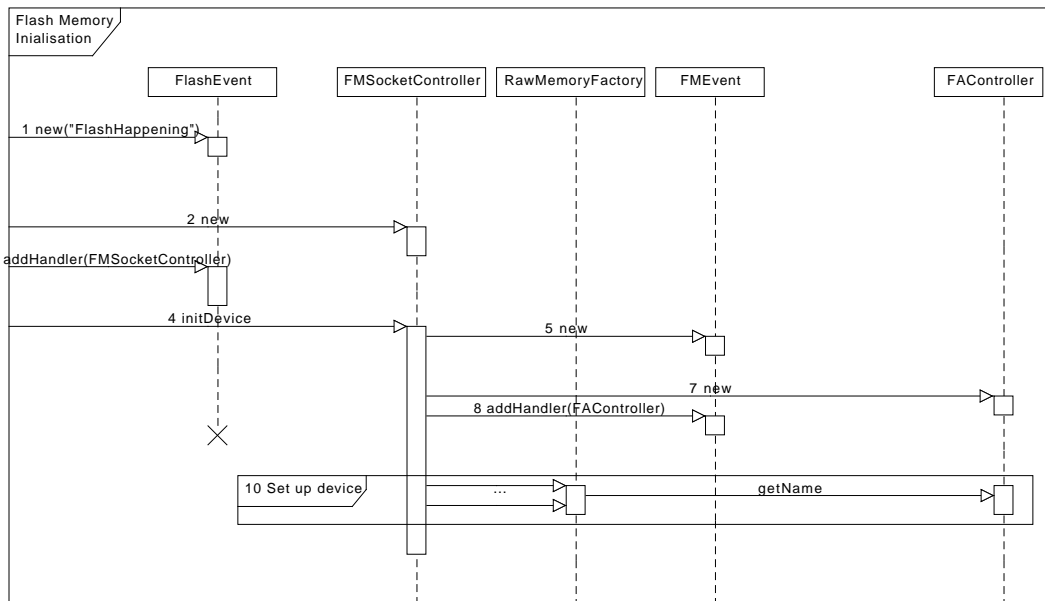 Flash Memory
Inialisation
FlashEvent
FMSocketController
RawMemoryFactory
FMEvent
FAController
1 new("FlashHappening")
2 new
addHandler(FMSocketController)
4 initDevice
5 new
7 new
8 addHandler(FAController)
10 Set up device
...
getName